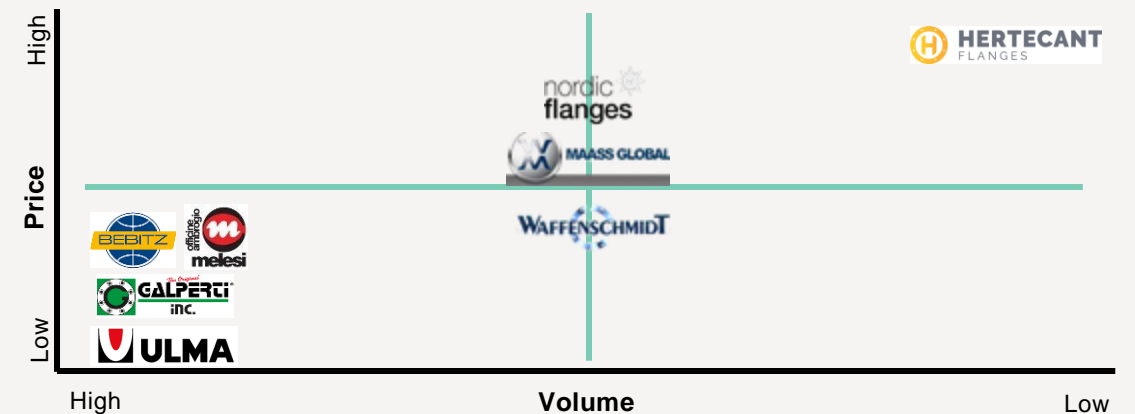 High
HERTECANT
FLANGES
nordic
flanges
MAASS GLOBAL
Price
WAFFENSCHMIDT
BEBITZ
officine
ambrogio
melesi
The Original
GALPERTI
inc.
ULMA
Low
High
Volume
Low